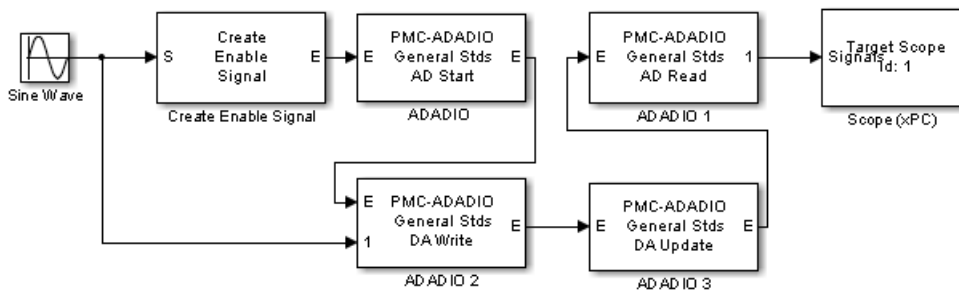 Sine Wave
S
Create
Enable
Signal
E
Create Enable Signal
E
PMC-ADADIO
General Stds
AD Start
E
ADADIO
E
PMC-ADADIO
General Stds
AD Read
1
ADADIO 1
Signals
Target Scope
Id: 1
Scope (xPC)
E
1
PMC-ADADIO
General Stds
DA Write
E
ADADIO 2
E
PMC-ADADIO
General Stds
DA Update
E
ADADIO 3